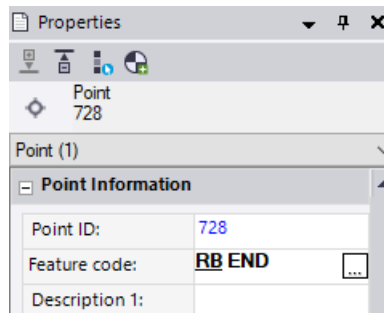 Properties
Point
728
Point (1)
Point Information
Point ID: 728
Feature code: RB END ...
Description 1: